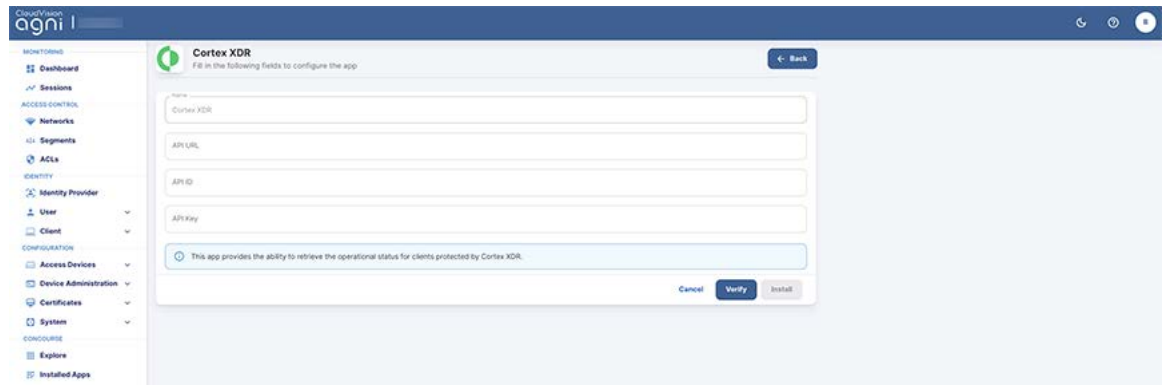 CloudVision
agni
MONITORING
Dashboard
Sessions
ACCESS CONTROL
Networks
Segments
ACLs
IDENTITY
Identity Provider
User
Client
CONFIGURATION
Access Devices
Device Administration
Certificates
System
CONCOURSE
Explore
Installed Apps
Cortex XDR
Fill in the following fields to configure the app
← Back
Name
Cortex XDR
API URL
API ID
API Key
This app provides the ability to retrieve the operational status for clients protected by Cortex XDR.
Cancel Verify Install